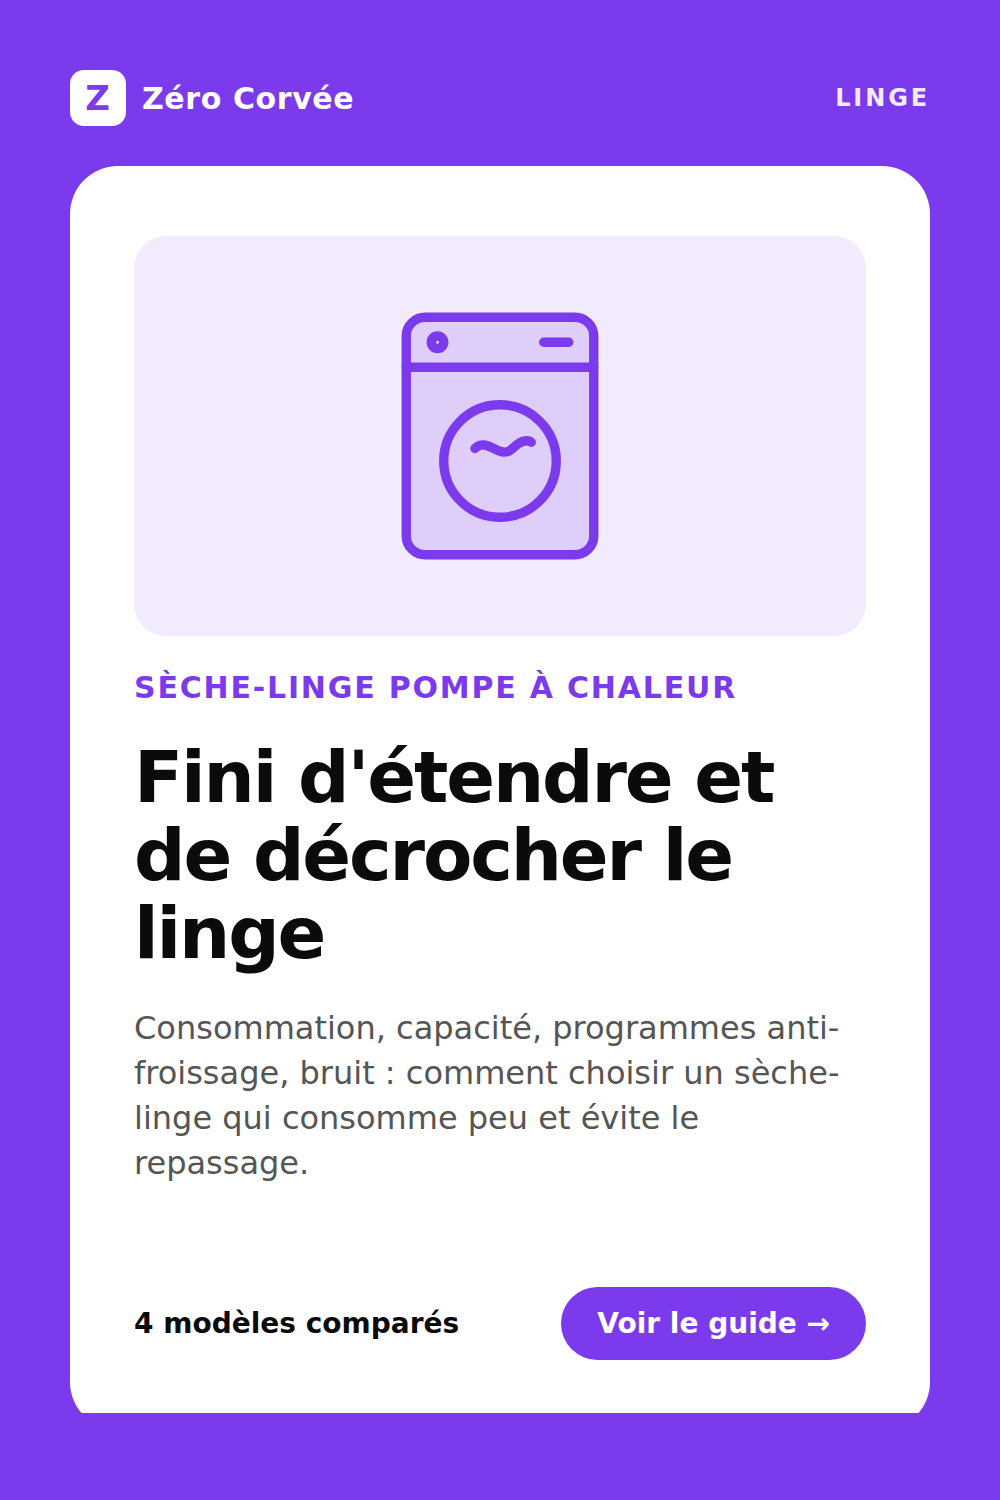 Z Zéro Corvée
LINGE
SÈCHE-LINGE POMPE À CHALEUR
Fini d'étendre et
de décrocher le
linge
Consommation, capacité, programmes anti-
froissage, bruit : comment choisir un sèche-
linge qui consomme peu et évite le
repassage.
4 modèles comparés
Voir le guide →